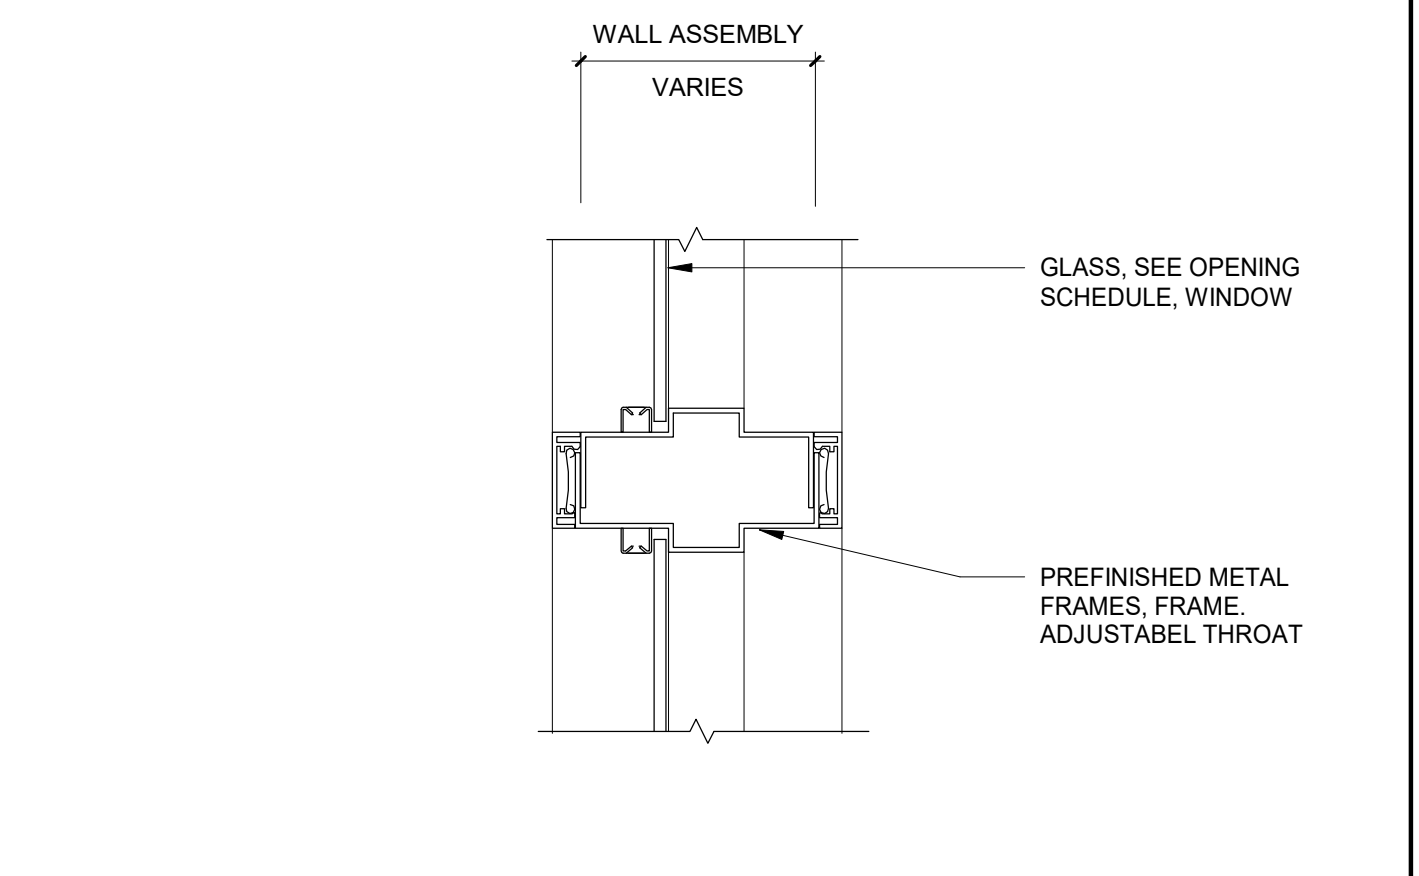 WALL ASSEMBLY
VARIES
GLASS, SEE OPENING
SCHEDULE, WINDOW
PREFINISHED METAL
FRAMES, FRAME.
ADJUSTABEL THROAT